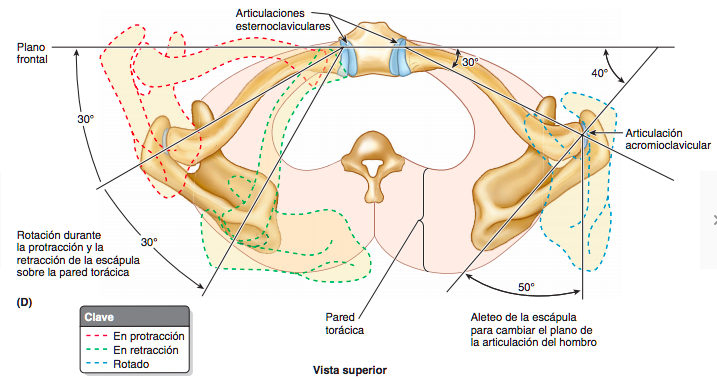 Articulaciones
esternoclaviculares
Plano
frontal
30°
40°
30°
Articulación
acromioclavicular
Rotación durante
la protracción y la
retracción de la escápula
sobre la pared torácica
30°
50°
(D)
Clave
En protracción
En retracción
Rotado
Pared
torácica
Aleteo de la escápula
para cambiar el plano de
la articulación del hombro
Vista superior